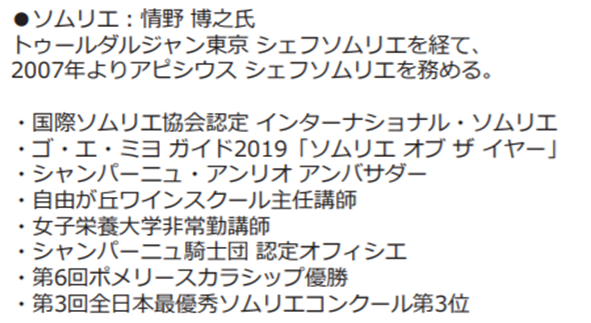 ●ソムリエ：情野 博之氏
トゥールダルジャン東京 シェフソムリエを経て、
2007年よりアピシウス シェフソムリエを務める。
・国際ソムリエ協会認定 インターナショナル・ソムリエ
・ゴ・エ・ミヨ ガイド2019「ソムリエ オブ ザ イヤー」
・シャンパーニュ・アンリオ アンバサダー
・自由が丘ワインスクール主任講師
・女子栄養大学非常勤講師
・シャンパーニュ騎士団 認定オフィシエ
・第6回ポメリースカラシップ優勝
・第3回全日本最優秀ソムリエコンクール第3位